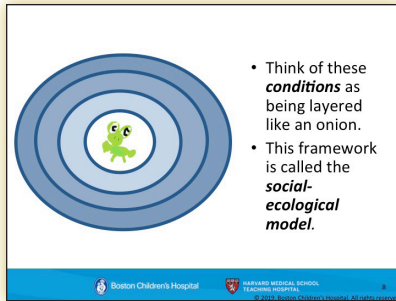 • Think of these
conditions as
being layered
like an onion.
• This framework
is called the
social-
ecological
model.
Boston Children's Hospital
HARVARD MEDICAL SCHOOL
TEACHING HOSPITAL
8
© 2019, Boston Children's Hospital. All rights reserved.